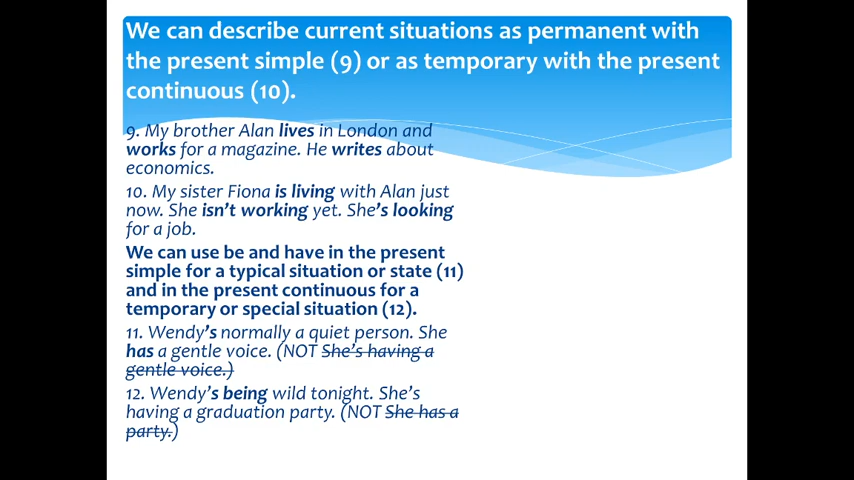 We can describe current situations as permanent with
the present simple (9) or as temporary with the present
continuous (10).
9. My brother Alan lives in London and
works for a magazine. He writes about
economics.
10. My sister Fiona is living with Alan just
now. She isn't working yet. She's looking
for a job.
We can use be and have in the present
simple for a typical situation or state (11)
and in the present continuous for a
temporary or special situation (12).
11. Wendy's normally a quiet person. She
has a gentle voice. (NOT She's having a
gentle voice.)
12. Wendy's being wild tonight. She's
having a graduation party. (NOT She has a
party.)